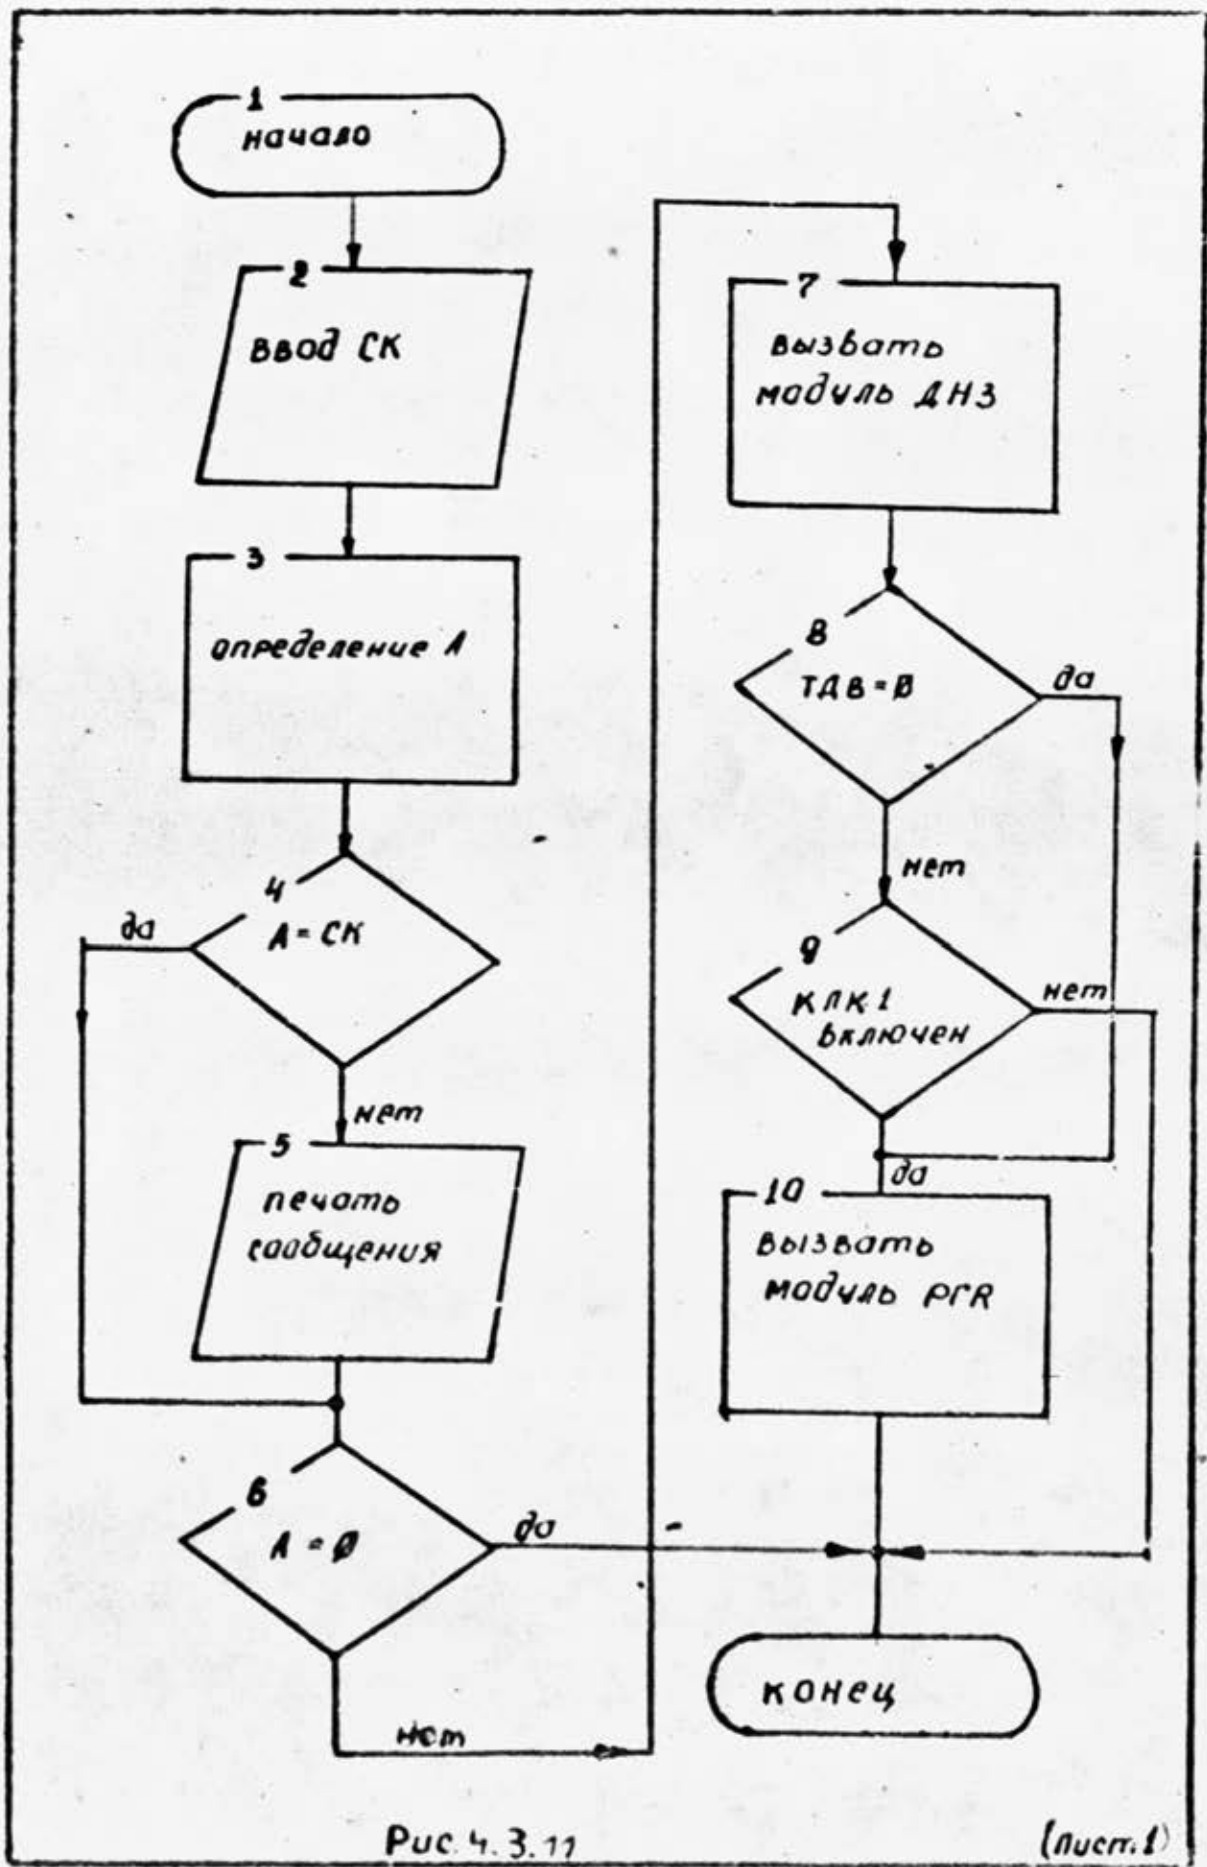 1
начало
2
ввод СК
3
определение А
4
А = СК
да
нет
5
печать
сообщения
6
А = Ø
да
нет
7
вызвать
модуль ДНЗ
8
ТДВ = Ø
да
нет
9
КЛК1
включен
нет
да
10
вызвать
модуль РГR
конец
Рис. 4.3.11
(лист. 1)